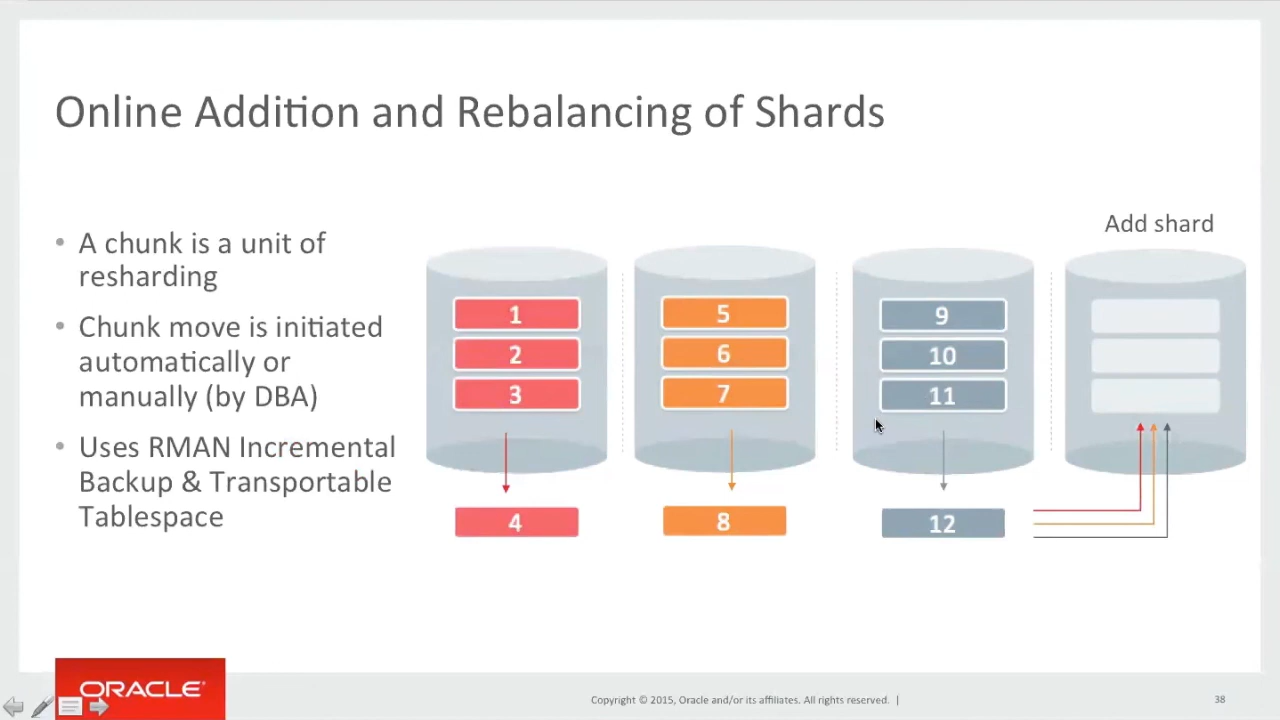 Online Addition and Rebalancing of Shards
• A chunk is a unit of
resharding
• Chunk move is initiated
automatically or
manually (by DBA)
• Uses RMAN Incremental
Backup & Transportable
Tablespace
Add shard
1
2
3
4
5
6
7
8
9
10
11
12
ORACLE®
Copyright © 2015, Oracle and/or its affiliates. All rights reserved. |
38